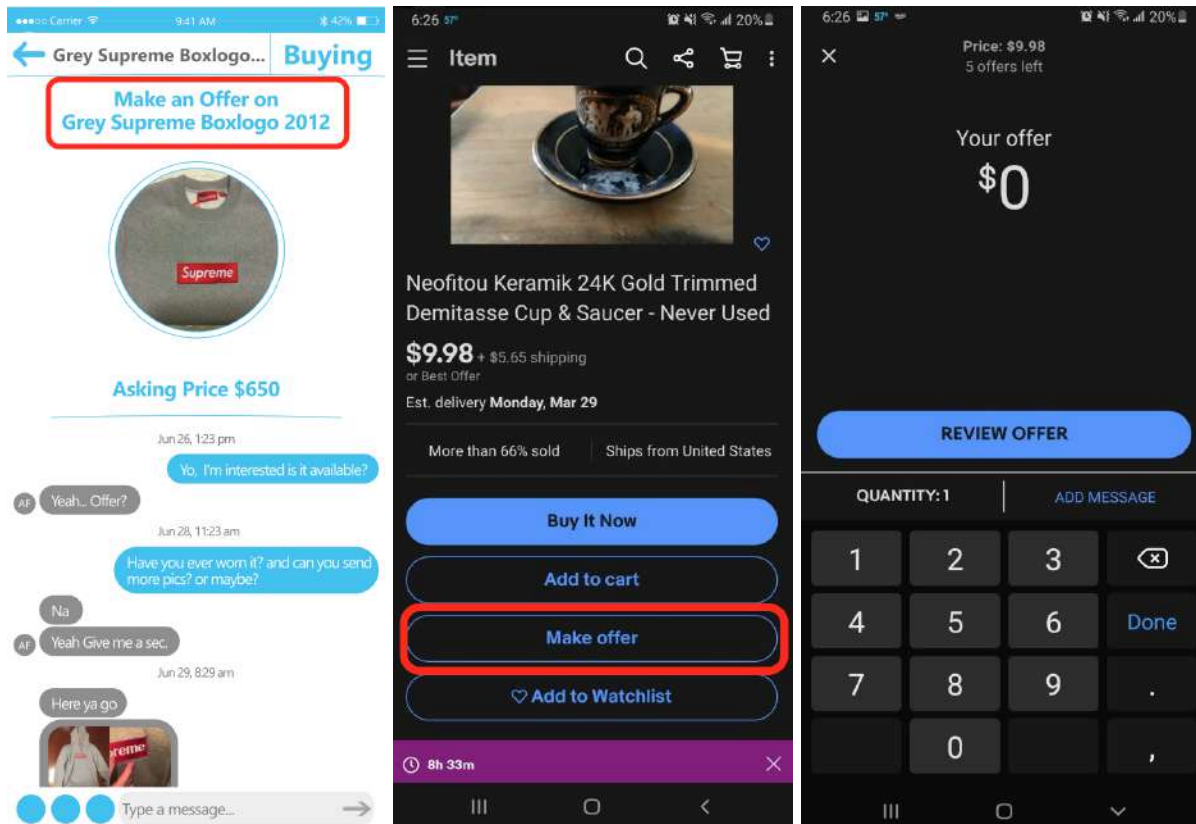 Carrier
9:41 AM
42%
Grey Supreme Boxlogo...
Buying
Make an Offer on
Grey Supreme Boxlogo 2012
Supreme
Asking Price $650
Jun 26, 1:23 pm
Yo, I'm interested is it available?
AF
Yeah... Offer?
Jun 28, 11:23 am
Have you ever worn it? and can you send
more pics? or maybe?
Na
AF
Yeah Give me a sec.
Jun 29, 8:29 am
Here ya go
reme
Type a message...
6:26 57°
20%
Item
Neofitou Keramik 24K Gold Trimmed
Demitasse Cup & Saucer - Never Used
$9.98 + $5.65 shipping
or Best Offer
Est. delivery Monday, Mar 29
More than 66% sold
Ships from United States
Buy It Now
Add to cart
Make offer
Add to Watchlist
8h 33m
6:26 57°
20%
Price: $9.98
5 offers left
Your offer
$0
REVIEW OFFER
QUANTITY: 1
ADD MESSAGE
1 2 3
4 5 6 Done
7 8 9 .
0 ,